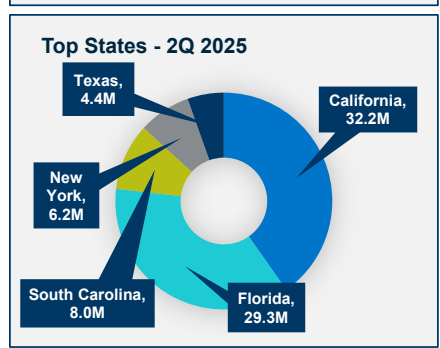 Top States - 2Q 2025
Texas,
4.4M
California,
32.2M
New
York,
6.2M
South Carolina,
8.0M
Florida,
29.3M